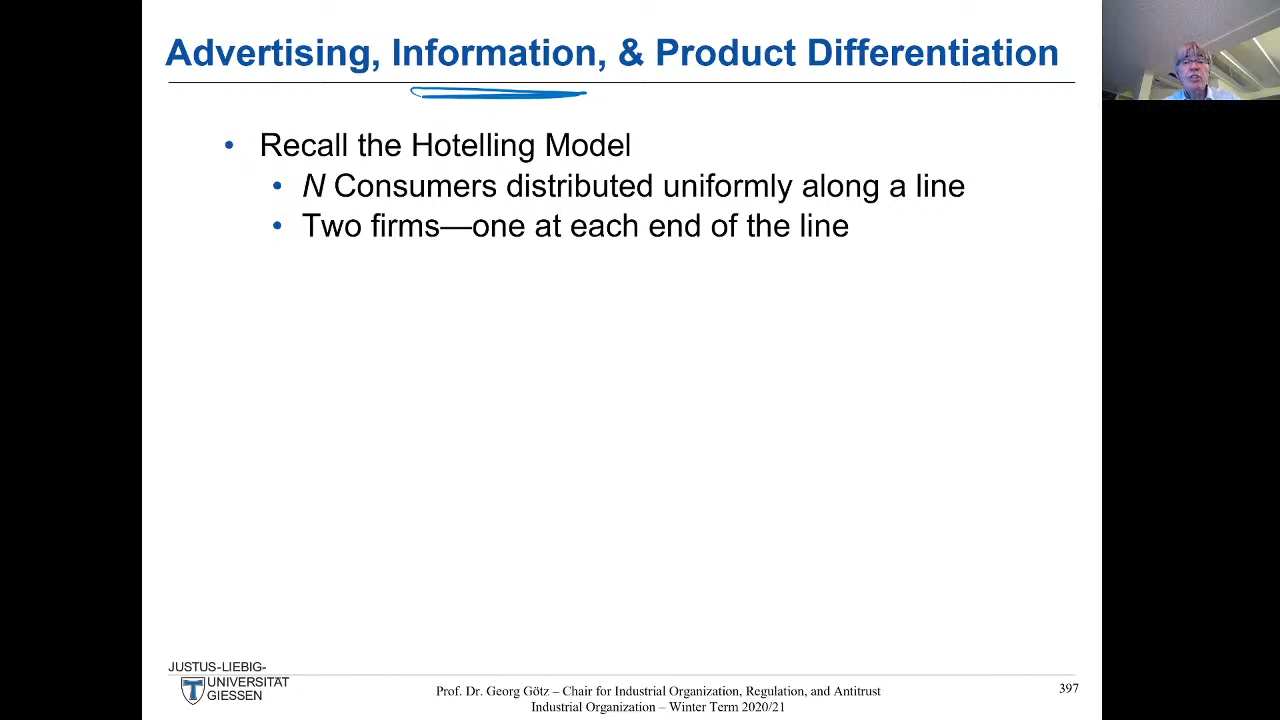 Advertising, Information, & Product Differentiation
• Recall the Hotelling Model
• N Consumers distributed uniformly along a line
• Two firms—one at each end of the line
JUSTUS-LIEBIG-
UNIVERSITÄT
GIESSEN
Prof. Dr. Georg Götz – Chair for Industrial Organization, Regulation, and Antitrust
Industrial Organization – Winter Term 2020/21
397